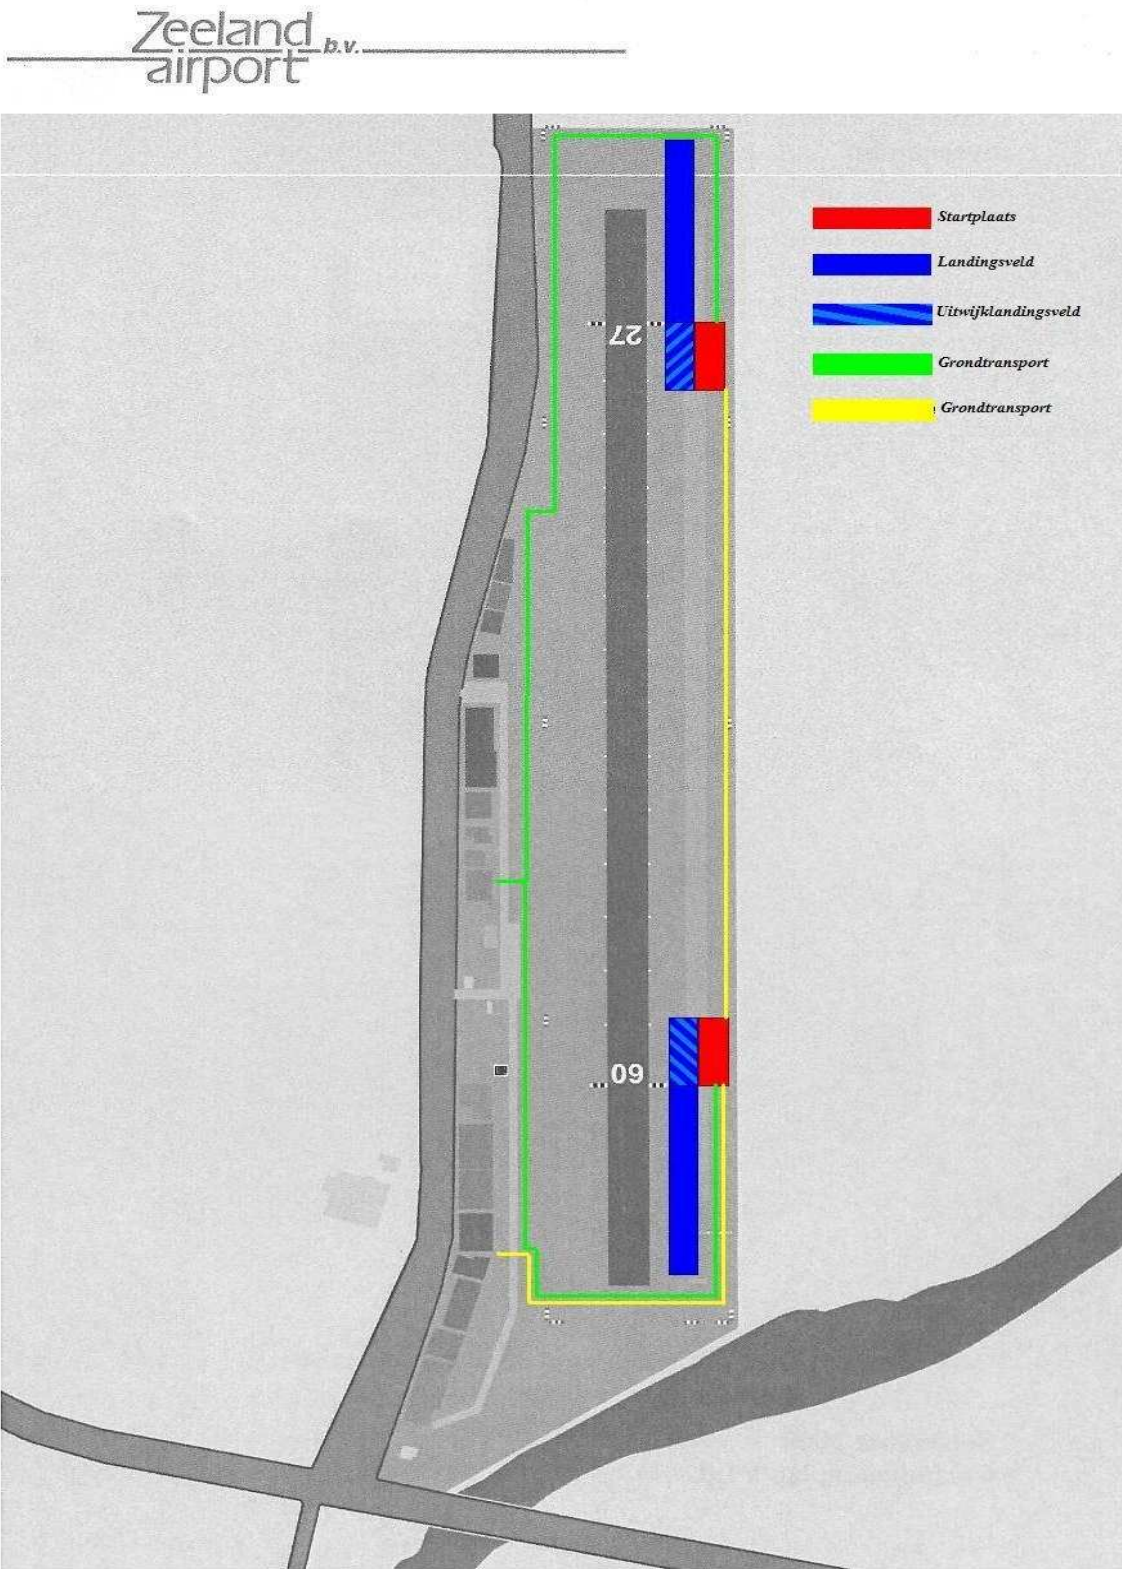 Zeeland
airport b.v.
Startplaats
Landingsveld
Uitwijklandingsveld
Grondtransport
Grondtransport
27
09